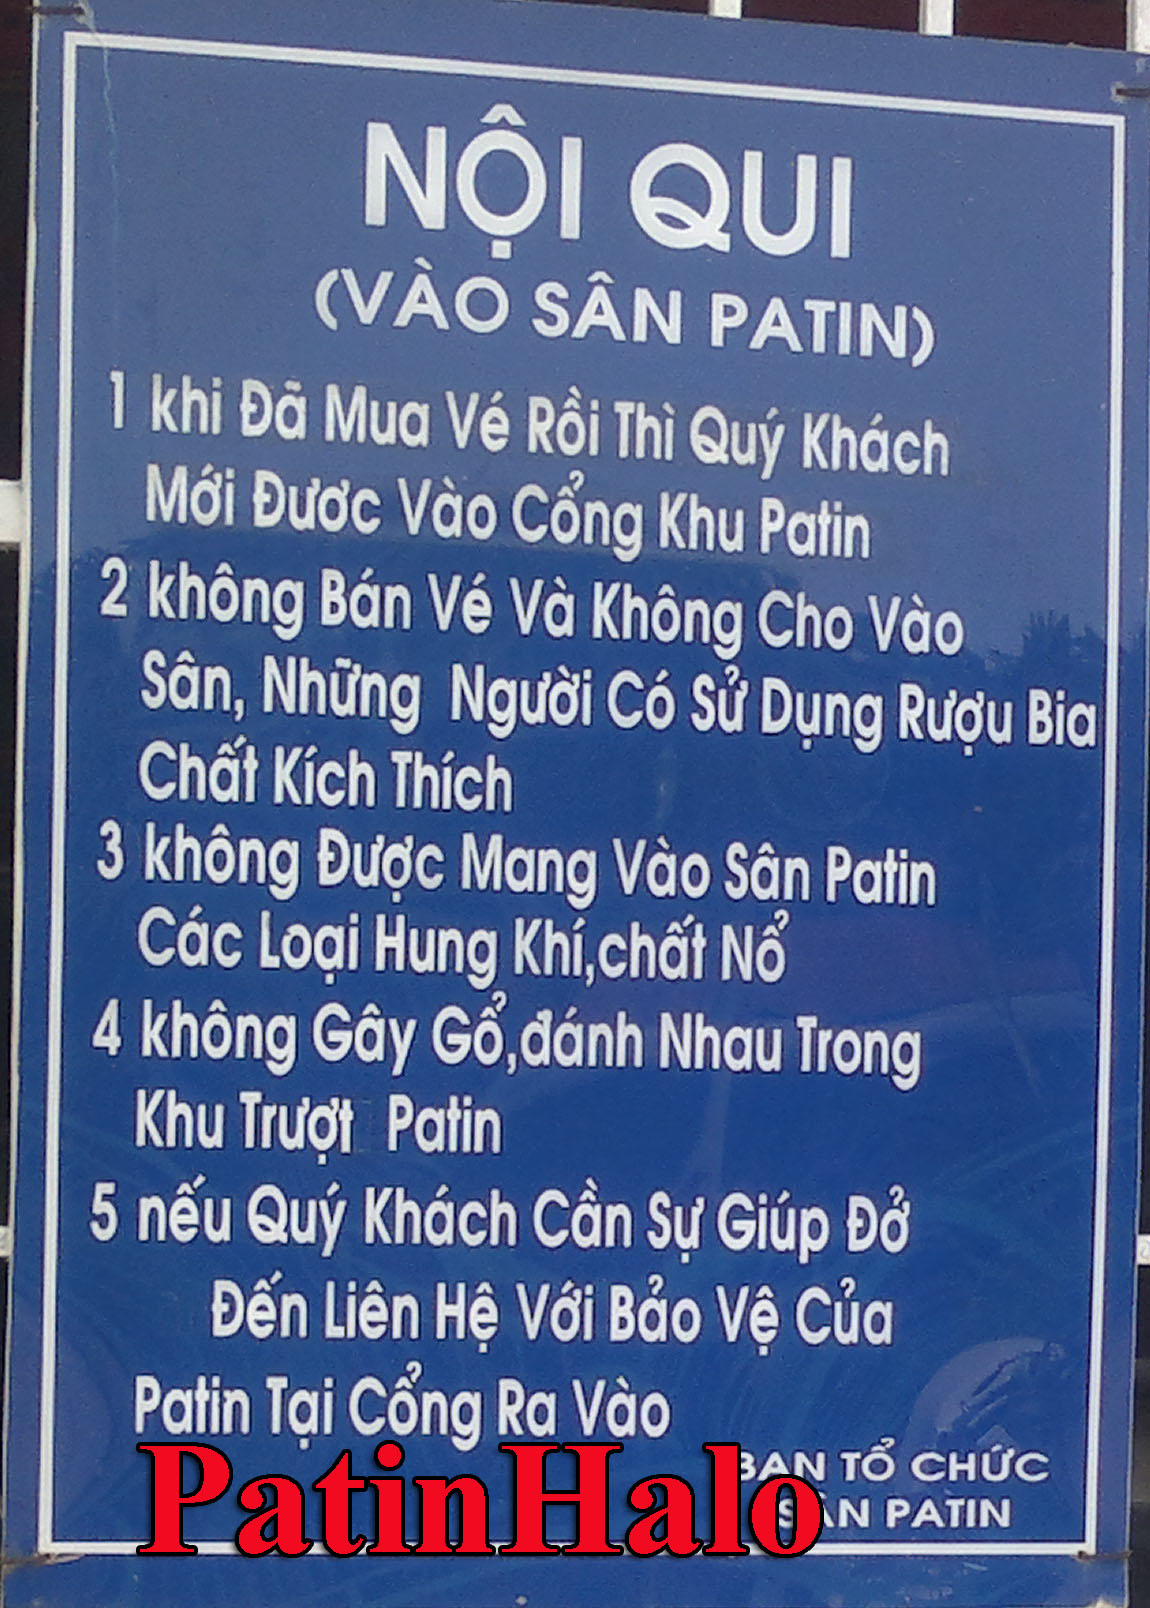 NỘI QUI
(VÀO SÂN PATIN)
1 khi Đã Mua Vé Rồi Thì Quý Khách
Mới Đươc Vào Cổng Khu Patin
2 không Bán Vé Và Không Cho Vào
Sân, Những Người Có Sử Dụng Rượu Bia
Chất Kích Thích
3 không Được Mang Vào Sân Patin
Các Loại Hung Khí,chất Nổ
4 không Gây Gổ,đánh Nhau Trong
Khu Trượt Patin
5 nếu Quý Khách Cần Sự Giúp Đở
Đến Liên Hệ Với Bảo Vệ Của
Patin Tại Cổng Ra Vào
BAN TỔ CHỨC
SÂN PATIN
PatinHalo